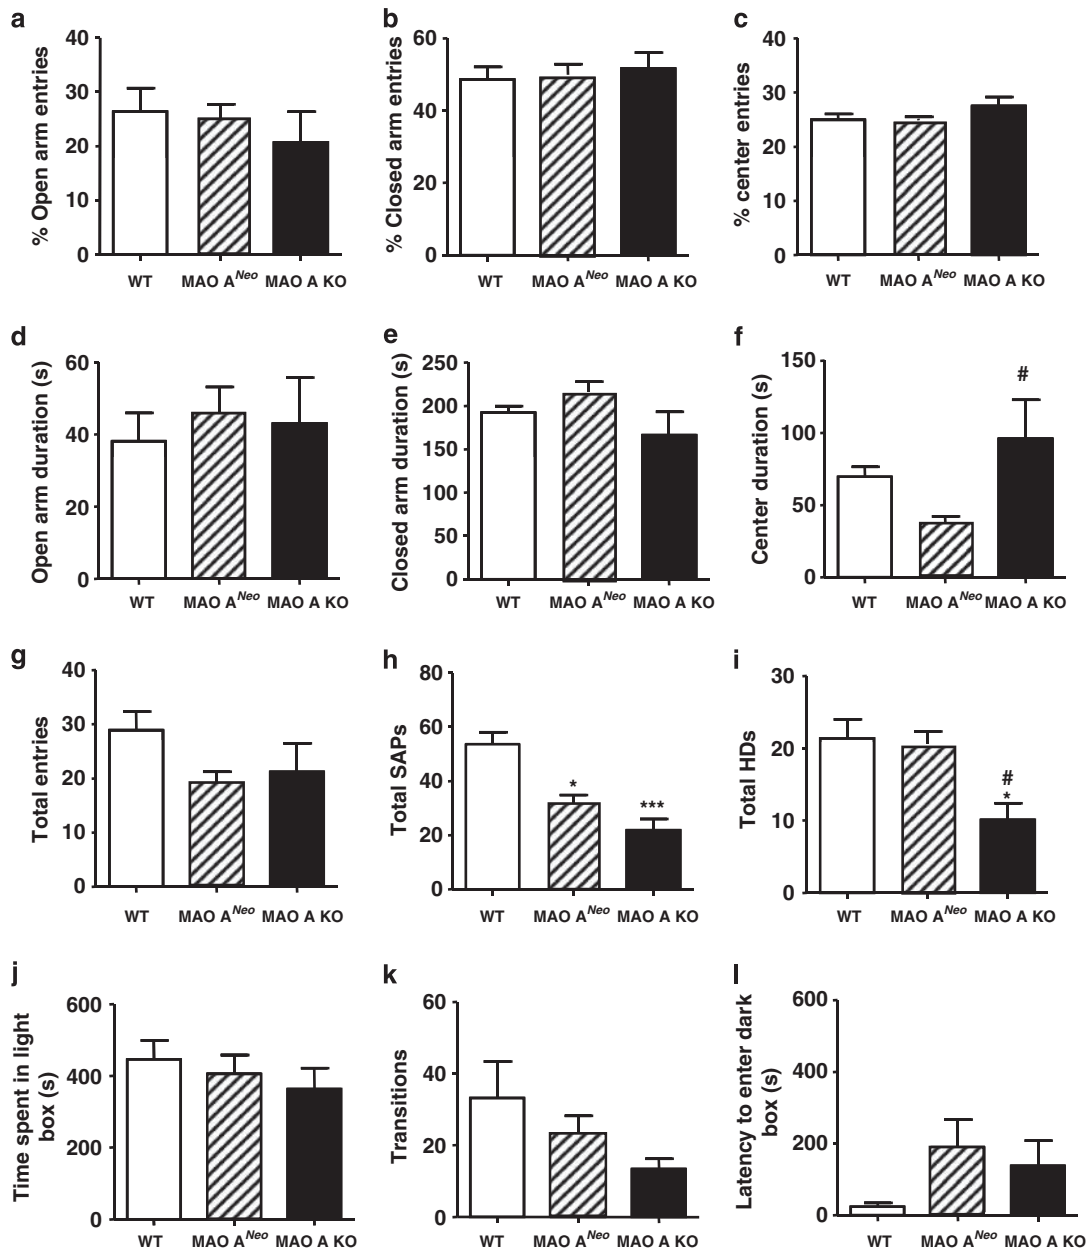 a
% Open arm entries
40
30
20
10
0
WT MAO A^Neo MAO A KO
b
% Closed arm entries
60
40
20
0
WT MAO A^Neo MAO A KO
c
% center entries
40
30
20
10
0
WT MAO A^Neo MAO A KO
d
Open arm duration (s)
60
40
20
0
WT MAO A^Neo MAO A KO
e
Closed arm duration (s)
250
200
150
100
50
0
WT MAO A^Neo MAO A KO
f
Center duration (s)
150
100
50
0
#
WT MAO A^Neo MAO A KO
g
Total entries
40
30
20
10
0
WT MAO A^Neo MAO A KO
h
Total SAPs
80
60
40
20
0
*
***
WT MAO A^Neo MAO A KO
i
Total HDs
30
20
10
0
#
*
WT MAO A^Neo MAO A KO
j
Time spent in light
box (s)
600
400
200
0
WT MAO A^Neo MAO A KO
k
Transitions
60
40
20
0
WT MAO A^Neo MAO A KO
l
Latency to enter dark
box (s)
600
400
200
0
WT MAO A^Neo MAO A KO